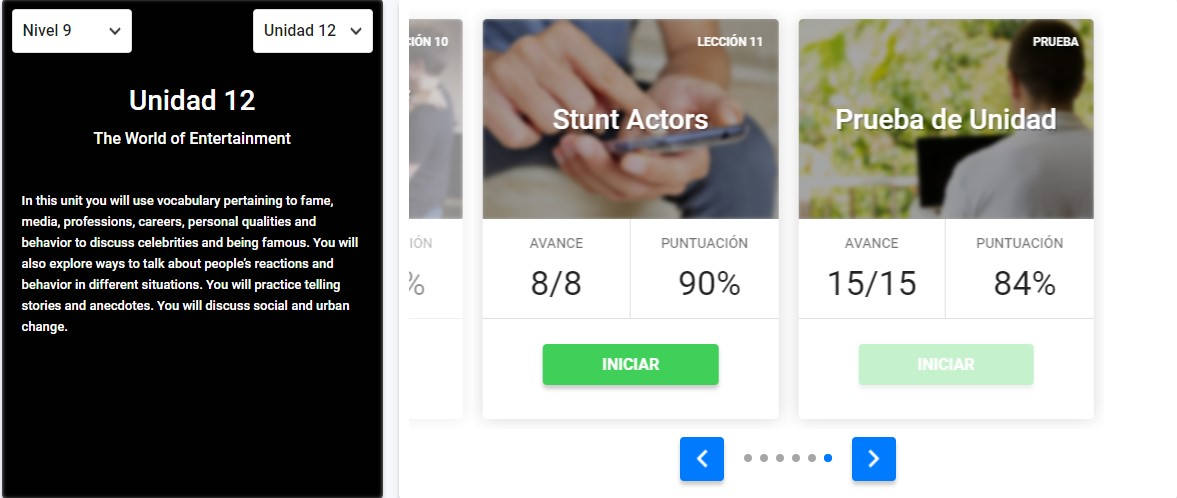 Nivel 9
Unidad 12
Unidad 12
The World of Entertainment
In this unit you will use vocabulary pertaining to fame,
media, professions, careers, personal qualities and
behavior to discuss celebrities and being famous. You will
also explore ways to talk about people's reactions and
behavior in different situations. You will practice telling
stories and anecdotes. You will discuss social and urban
change.
CIÓN 10
IÓN
%
LECCIÓN 11
Stunt Actors
AVANCE
PUNTUACIÓN
8/8
90%
INICIAR
PRUEBA
Prueba de Unidad
AVANCE
PUNTUACIÓN
15/15
84%
INICIAR